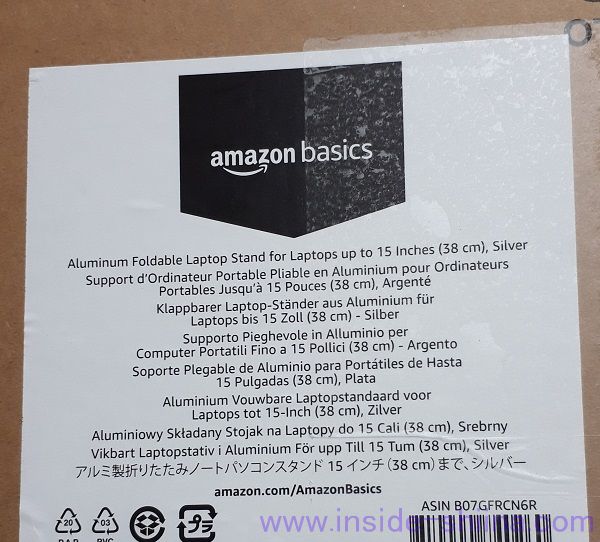 amazon basics
Aluminum Foldable Laptop Stand for Laptops up to 15 Inches (38 cm), Silver
Support d'Ordinateur Portable Pliable en Aluminium pour Ordinateurs
Portables Jusqu'à 15 Pouces (38 cm), Argenté
Klappbarer Laptop-Ständer aus Aluminium für
Laptops bis 15 Zoll (38 cm) - Silber
Supporto Pieghevole in Alluminio per
Computer Portatili Fino a 15 Pollici (38 cm) - Argento
Soporte Plegable de Aluminio para Portátiles de Hasta
15 Pulgadas (38 cm), Plata
Aluminium Vouwbare Laptopstandaard voor
Laptops tot 15-Inch (38 cm), Zilver
Aluminiowy Składany Stojak na Laptopy do 15 Cali (38 cm), Srebrny
Vikbart Laptopstativ i Aluminium För upp Till 15 Tum (38 cm), Silver
アルミ製折りたたみノートパソコンスタンド 15 インチ (38 cm) まで、シルバー
amazon.com/AmazonBasics
ASIN B07GFRCN6R
20 03
PAP PVC